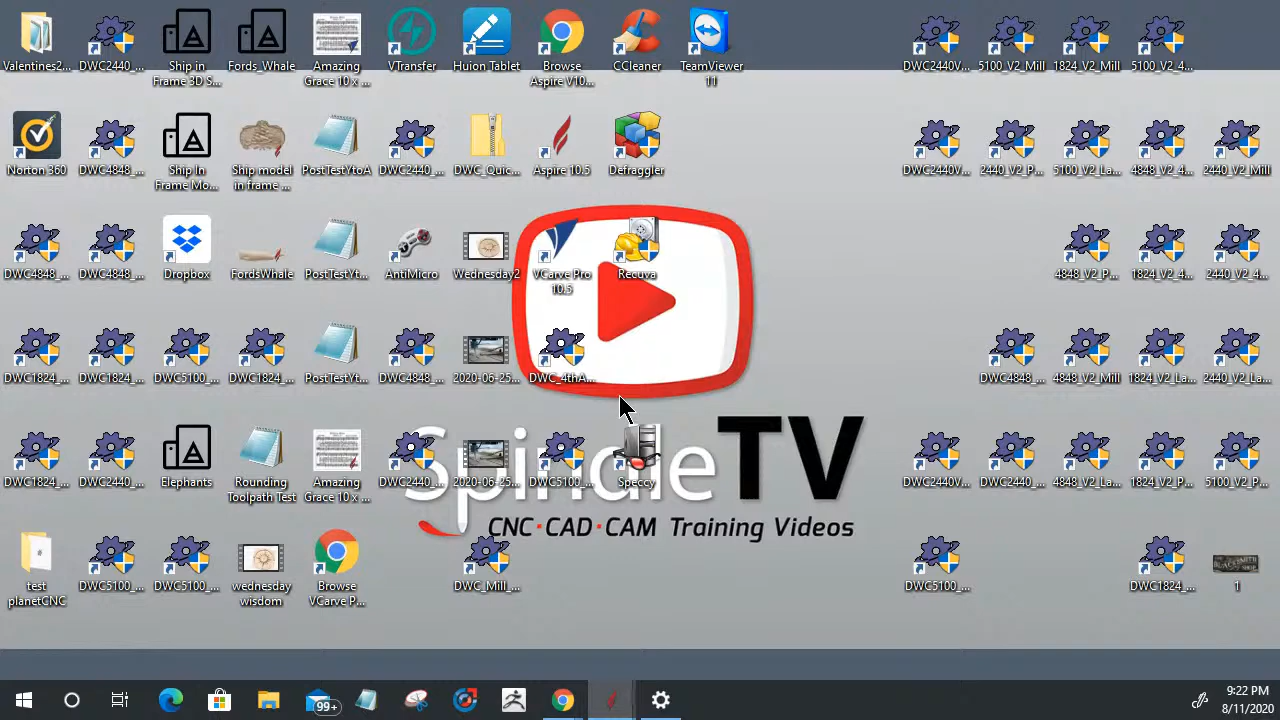 Valentines2...
DWC2440_...
Ship in
Frame 3D S...
Fords_Whale
Amazing
Grace 10 x ...
VTransfer
Huion Tablet
Browse
Aspire V10...
CCleaner
TeamViewer
11
DWC2440V...
5100_V2_Mill
1824_V2_Mill
5100_V2_4...
Norton 360
DWC4848_...
Ship In
Frame Mo...
Ship model
in frame ...
PostTestYtoA
DWC2440_...
DWC_Quic...
Aspire 10.5
Defraggler
DWC2440V...
2440_V2_P...
5100_V2_La...
4848_V2_4...
2440_V2_Mill
DWC4848_...
DWC4848_...
Dropbox
FordsWhale
PostTestYt...
AntiMicro
Wednesday2
VCarve Pro
10.5
Recuva
4848_V2_P...
1824_V2_4...
2440_V2_4...
DWC1824_...
DWC1824_...
DWC5100_...
DWC1824_...
PostTestYt...
DWC4848_...
2020-06-25...
DWC_4thA...
DWC4848_...
4848_V2_Mill
1824_V2_La...
2440_V2_La...
SpindleTV
CNC·CAD·CAM Training Videos
DWC1824_...
DWC2440_...
Elephants
Rounding
Toolpath Test
Amazing
Grace 10 x ...
DWC2440_...
2020-06-25...
DWC5100_...
Speccy
DWC2440V...
DWC2440_...
4848_V2_La...
1824_V2_P...
5100_V2_P...
test
planetCNC
DWC5100_...
DWC5100_...
wednesday
wisdom
Browse
VCarve P...
DWC_Mill_...
DWC5100_...
DWC1824_...
1
99+
9:22 PM
8/11/2020